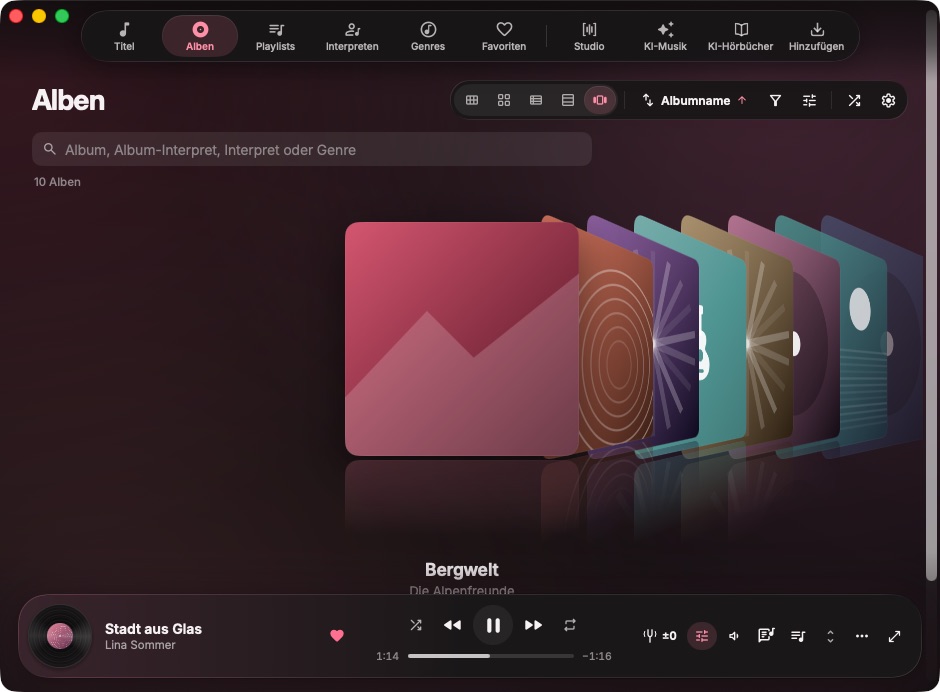 Titel
Alben
Playlists
Interpreten
Genres
Favoriten
Studio
KI-Musik
KI-Hörbücher
Hinzufügen
Alben
Albumname
Album, Album-Interpret, Interpret oder Genre
10 Alben
Bergwelt
Die Alpenfreunde
Stadt aus Glas
Lina Sommer
±0
1:14
−1:16